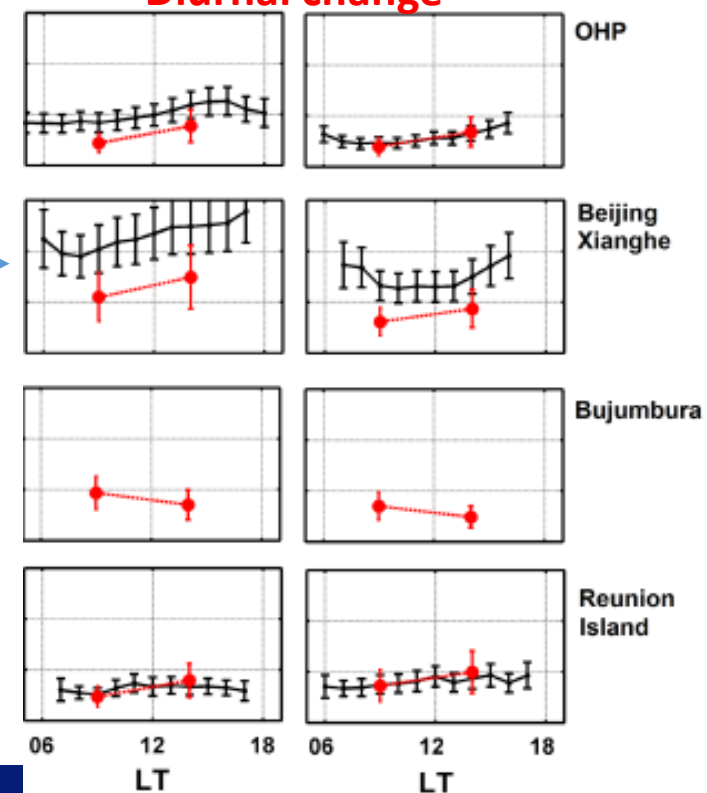 Diurnal change
OHP
Beijing
Xianghe
Bujumbura
Reunion
Island
06 12 18 06 12 18
LT LT